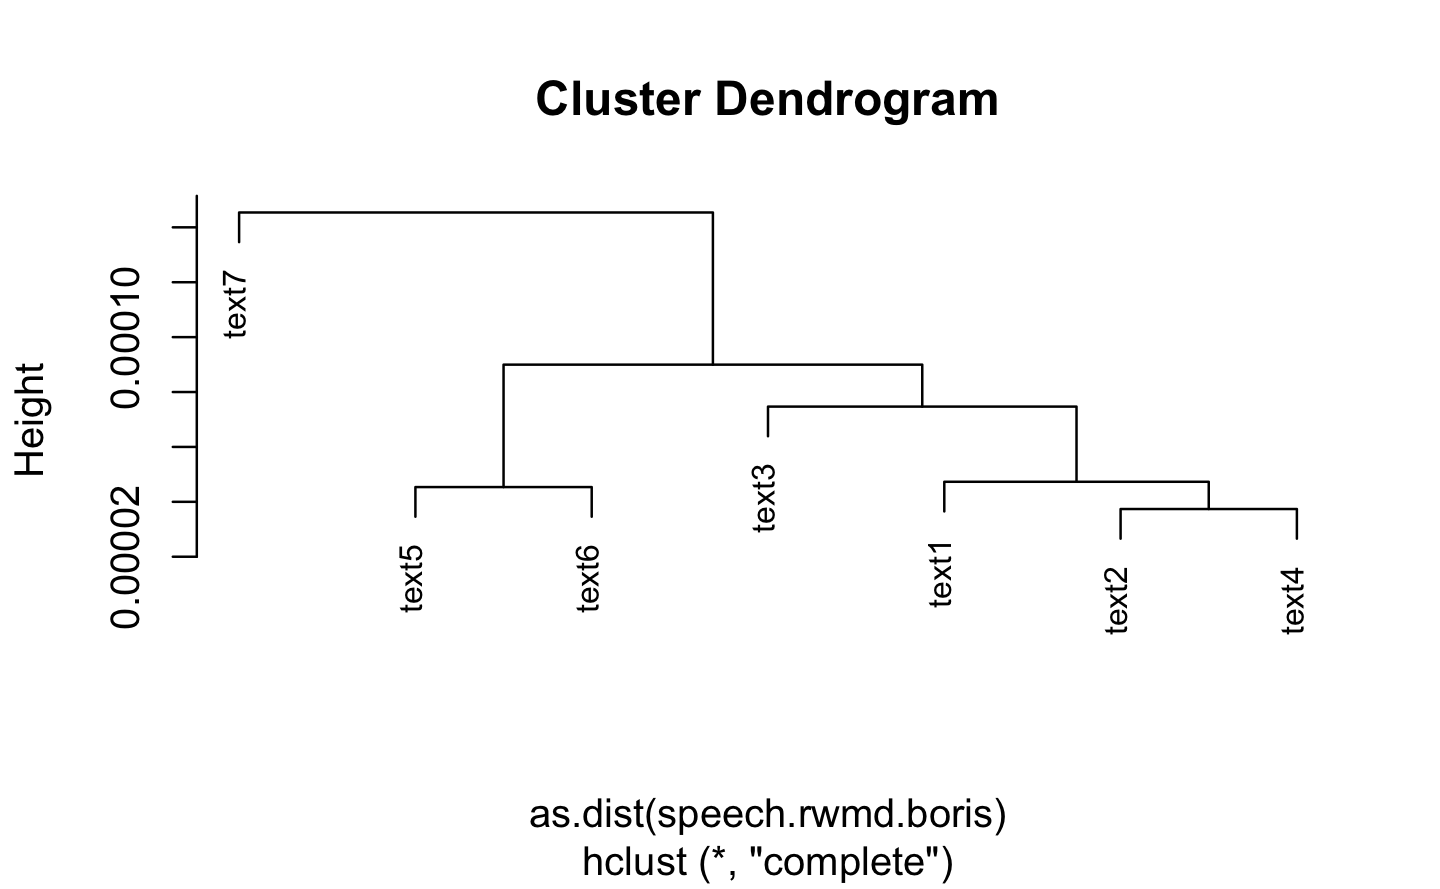 Cluster Dendrogram
Height
0.00002
0.00010
text7
text5
text6
text3
text1
text2
text4
as.dist(speech.rwmd.boris)
hclust (*, "complete")